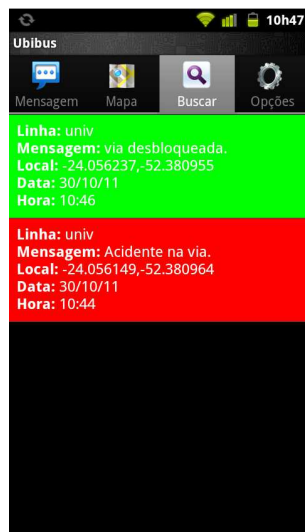 10h47
Ubibus
Mensagem
Mapa
Buscar
Opções
Linha: univ
Mensagem: via desbloqueada.
Local: -24.056237,-52.380955
Data: 30/10/11
Hora: 10:46
Linha: univ
Mensagem: Acidente na via.
Local: -24.056149,-52.380964
Data: 30/10/11
Hora: 10:44